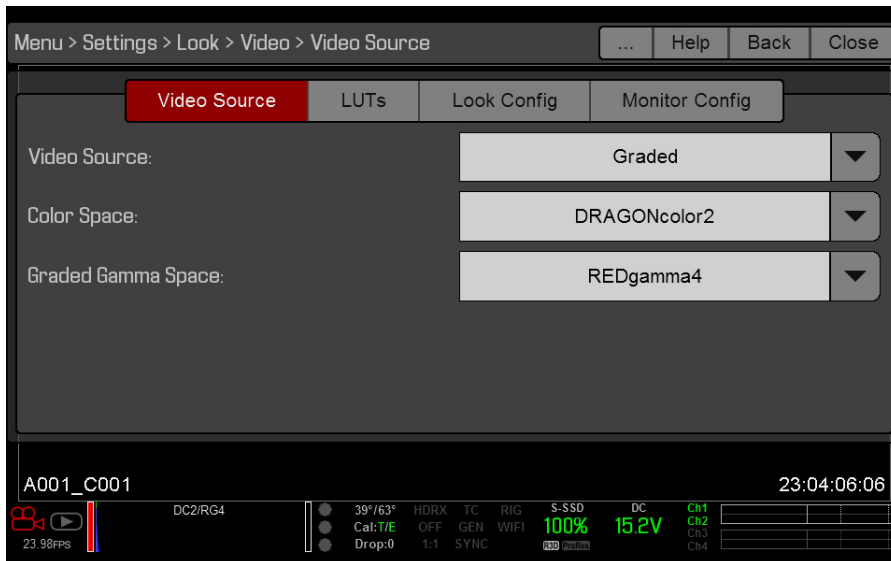 Menu > Settings > Look > Video > Video Source ... Help Back Close
Video Source LUTs Look Config Monitor Config
Video Source: Graded
Color Space: DRAGONcolor2
Graded Gamma Space: REDgamma4
A001_C001 23:04:06:06
DC2/RG4 39°/63° HDRX TC RIG S-SSD DC Ch1
Cal:T/E OFF GEN WIFI 100% 15.2V Ch2
Ch3
23.98FPS Drop:0 1:1 SYNC R3D ProRes Ch4